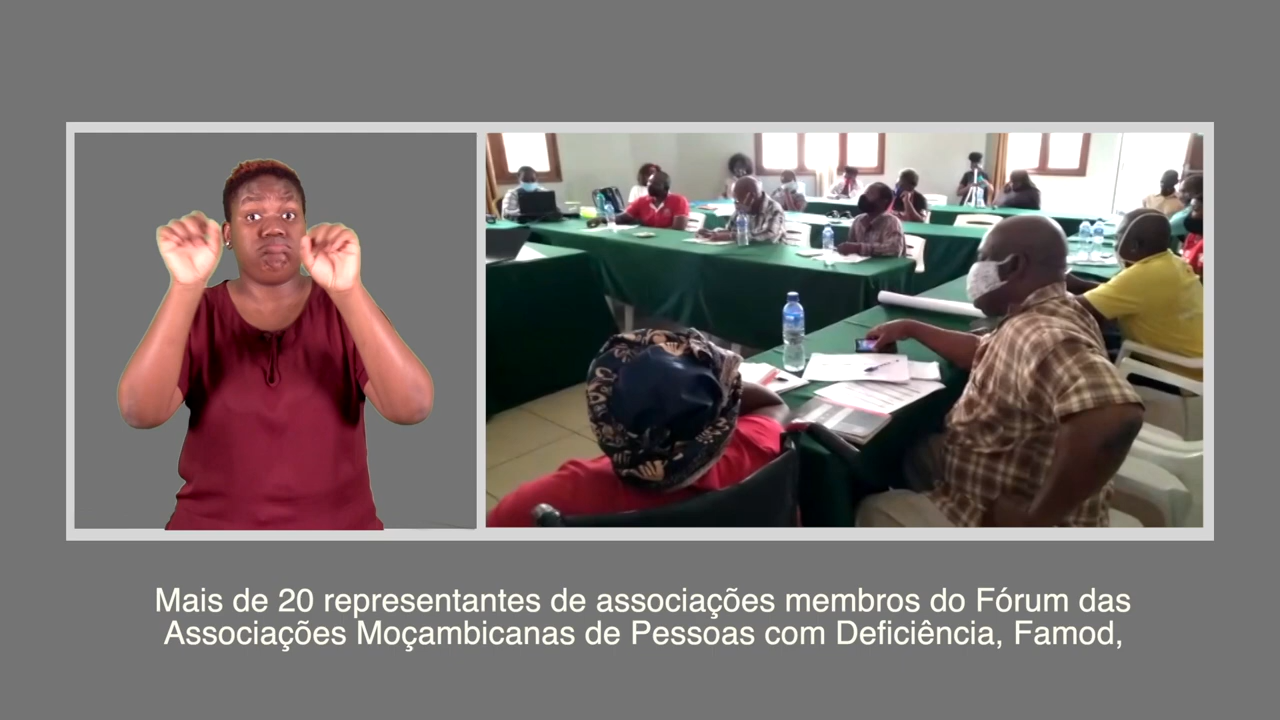 Mais de 20 representantes de associações membros do Fórum das
Associações Moçambicanas de Pessoas com Deficiência, Famod,